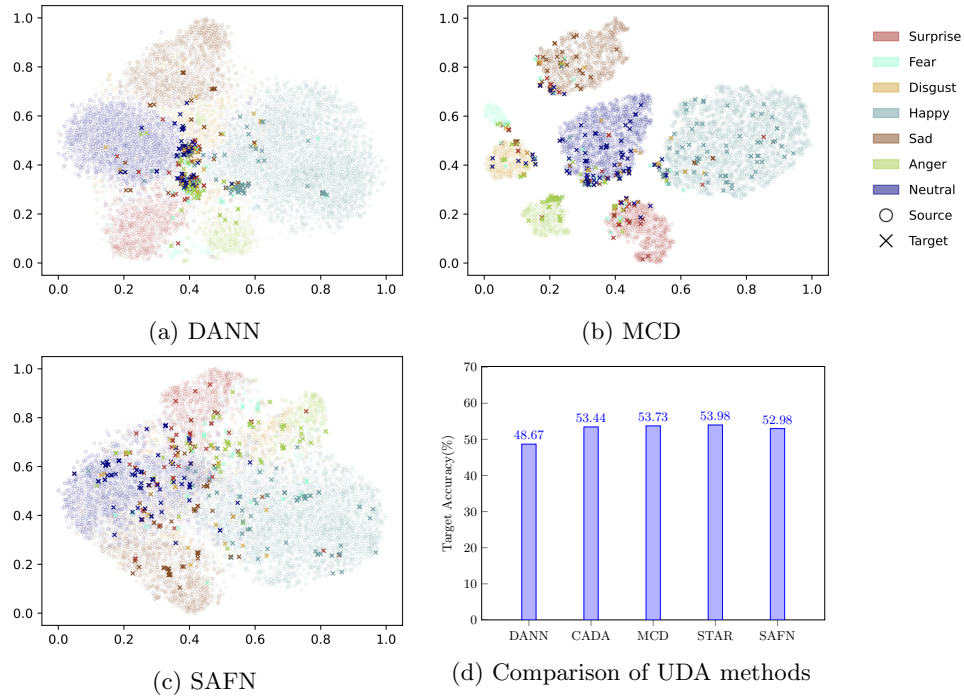 1.0
0.8
0.6
0.4
0.2
0.0
0.0 0.2 0.4 0.6 0.8 1.0
(a) DANN
1.0
0.8
0.6
0.4
0.2
0.0
0.0 0.2 0.4 0.6 0.8 1.0
(b) MCD
Surprise
Fear
Disgust
Happy
Sad
Anger
Neutral
Source
Target
1.0
0.8
0.6
0.4
0.2
0.0
0.0 0.2 0.4 0.6 0.8 1.0
(c) SAFN
Target Accuracy(%)
70
60
50
40
30
20
10
0
48.67 53.44 53.73 53.98 52.98
DANN CADA MCD STAR SAFN
(d) Comparison of UDA methods